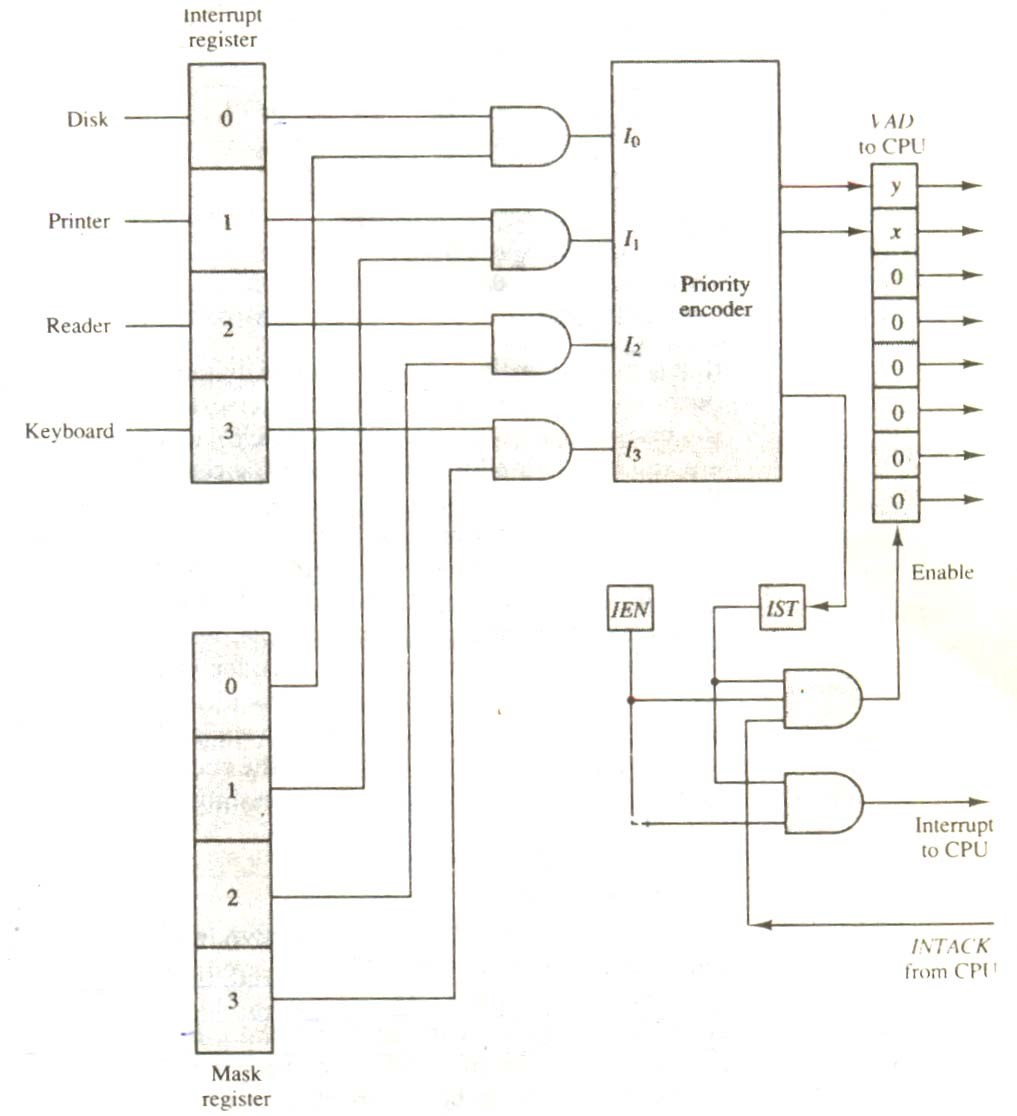 Interrupt
register
Disk
0
Printer
1
Reader
2
Keyboard
3
I0
I1
I2
I3
Priority
encoder
VAD
to CPU
y
x
0
0
0
0
0
0
Enable
IEN
IST
Interrupt
to CPU
INTACK
from CPU
0
1
2
3
Mask
register